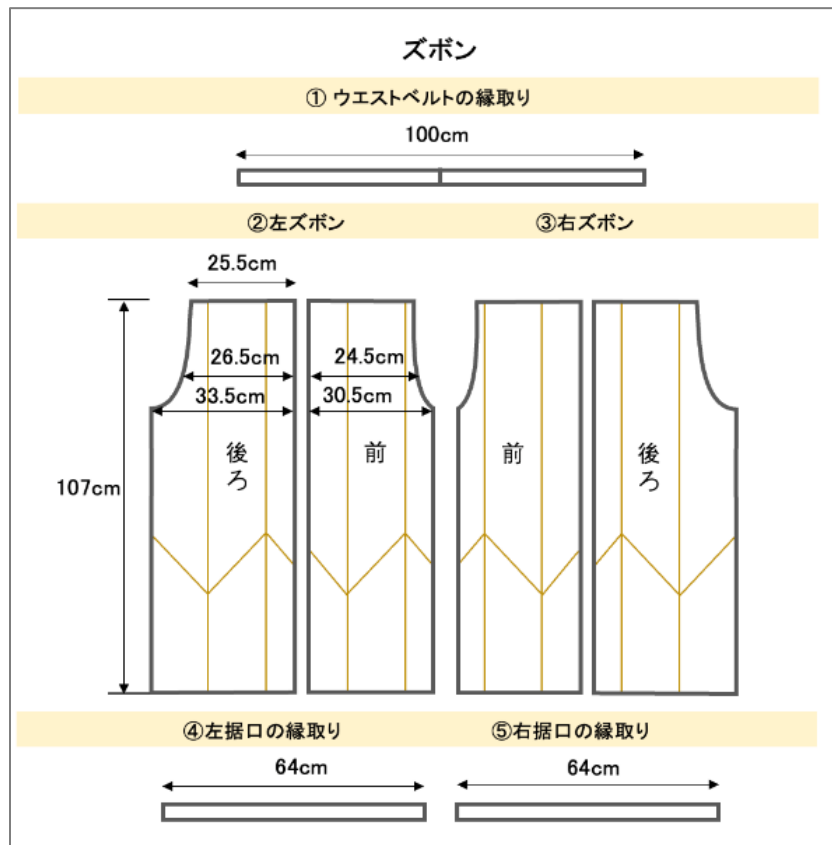 ズボン
① ウエストベルトの縁取り
100cm
②左ズボン
③右ズボン
25.5cm
26.5cm
24.5cm
33.5cm
30.5cm
後ろ
前
前
後ろ
107cm
④左据口の縁取り
⑤右据口の縁取り
64cm
64cm